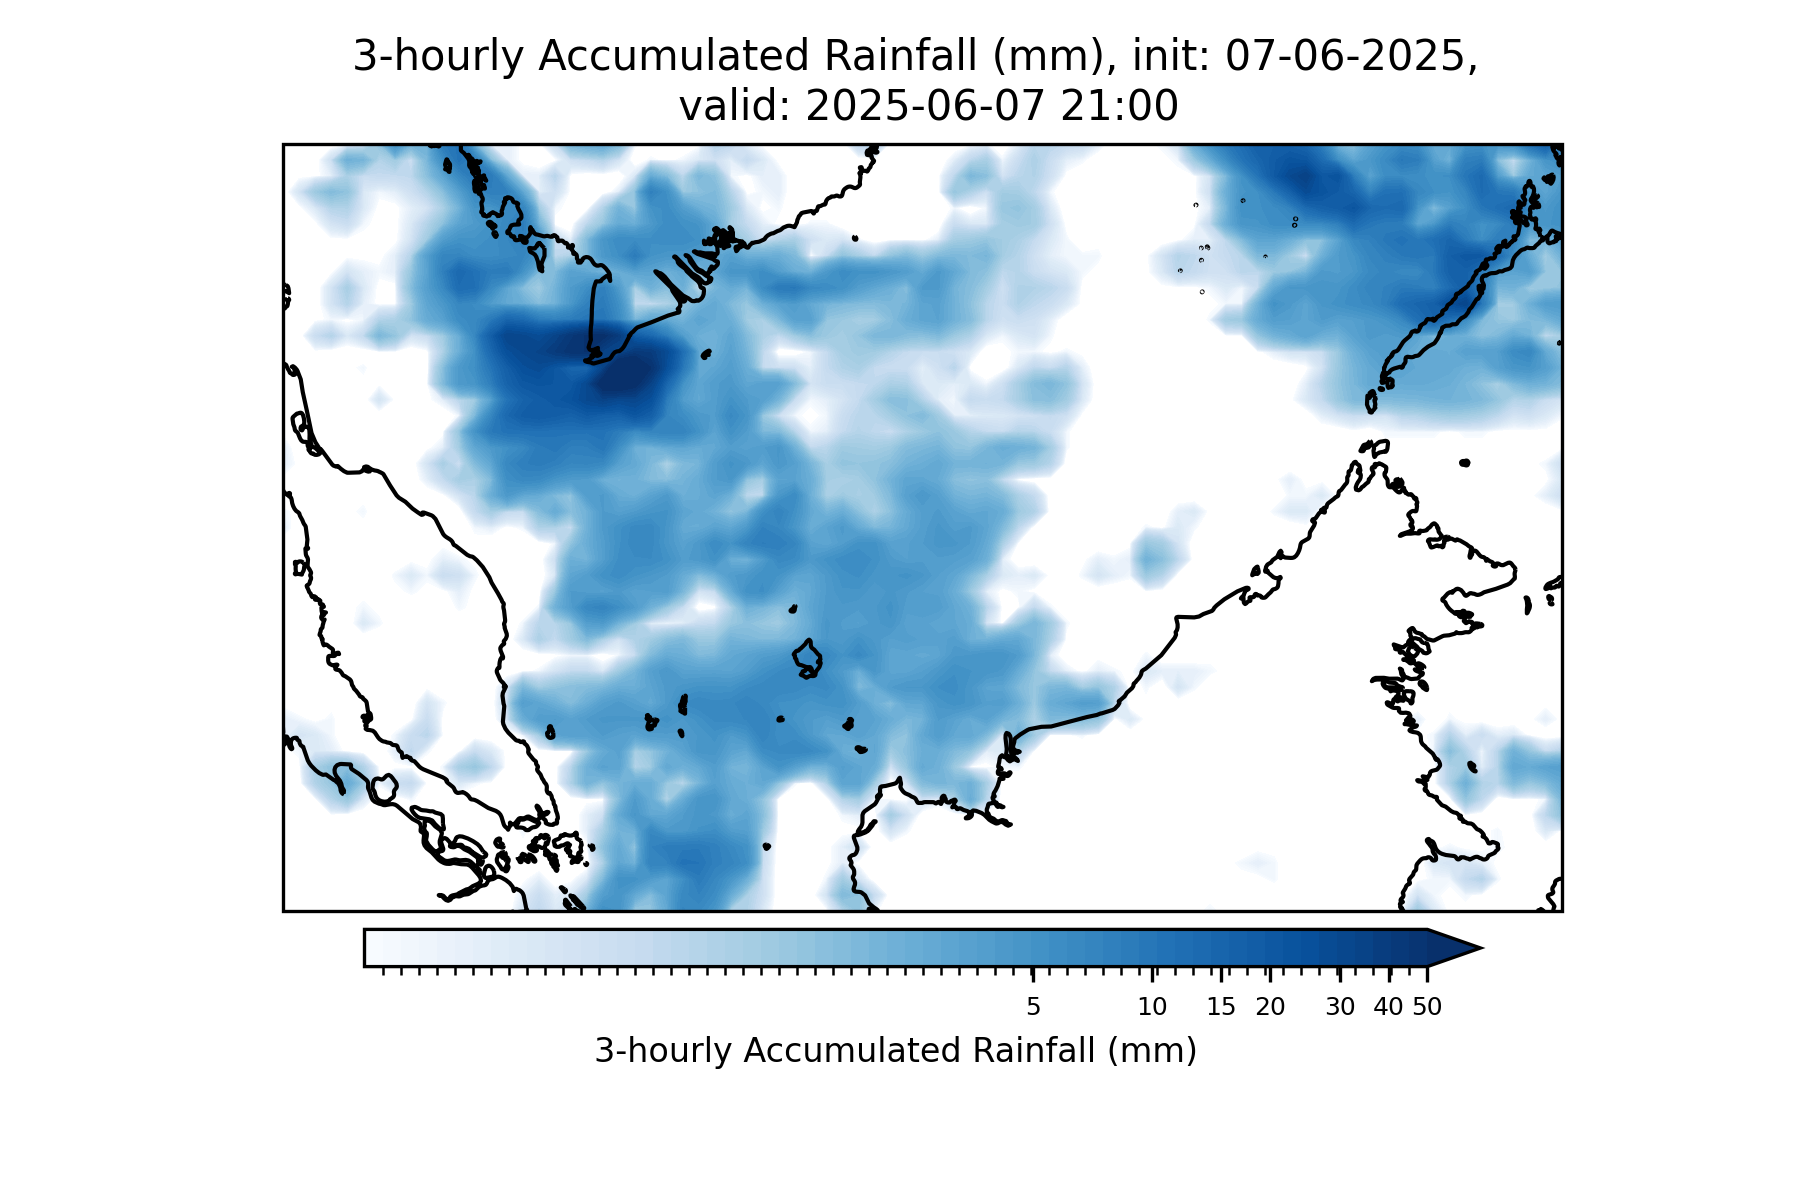 3-hourly Accumulated Rainfall (mm), init: 07-06-2025,
valid: 2025-06-07 21:00
5 10 15 20 30 40 50
3-hourly Accumulated Rainfall (mm)